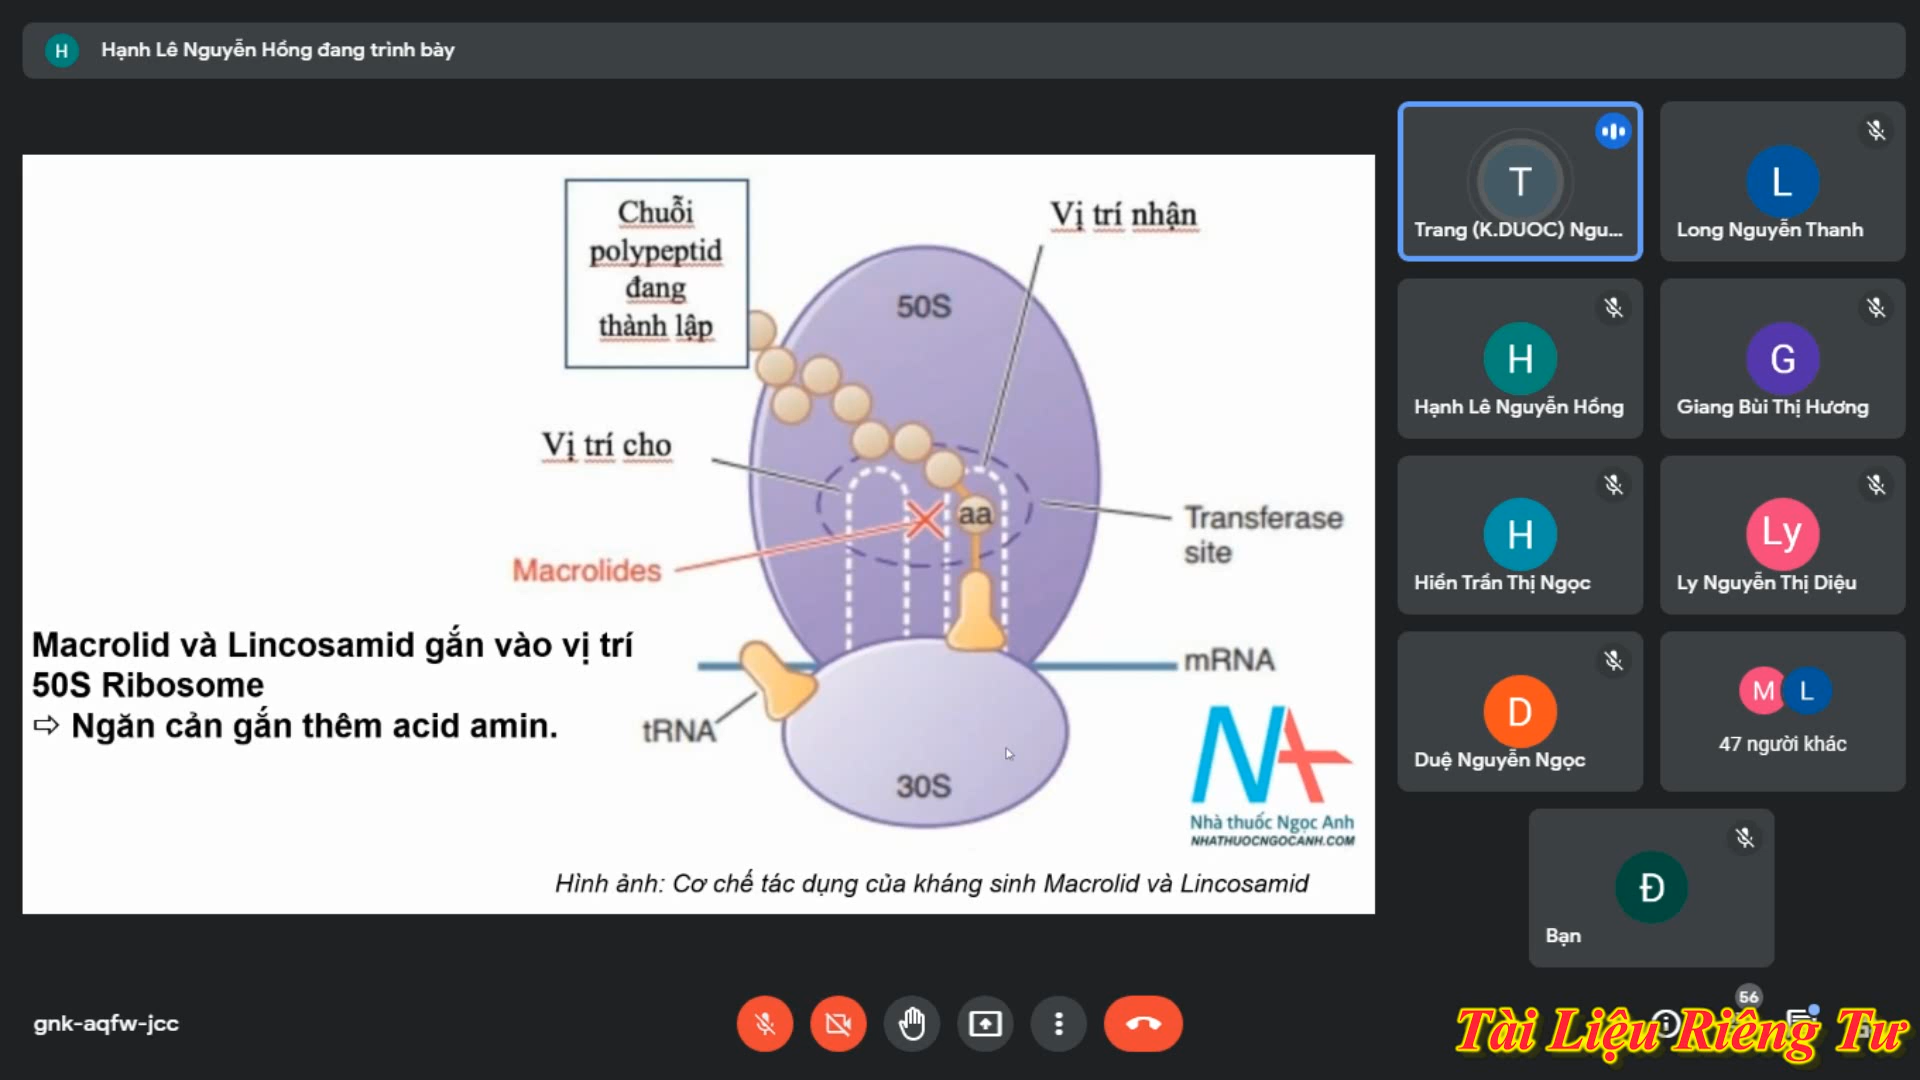 H
Hạnh Lê Nguyễn Hồng đang trình bày
Chuỗi
polypeptid
đang
thành lập
Vị trí nhận
50S
Vị trí cho
aa
Transferase
site
Macrolides
Macrolid và Lincosamid gắn vào vị trí
50S Ribosome
⇨ Ngăn cản gắn thêm acid amin.
mRNA
tRNA
30S
NA
Nhà thuốc Ngọc Anh
NHATHUOCNGOCANH.COM
Hình ảnh: Cơ chế tác dụng của kháng sinh Macrolid và Lincosamid
T
Trang (K.DUOC) Ngu...
L
Long Nguyễn Thanh
H
Hạnh Lê Nguyễn Hồng
G
Giang Bùi Thị Hương
H
Hiền Trần Thị Ngọc
Ly
Ly Nguyễn Thị Diệu
D
Duệ Nguyễn Ngọc
M L
47 người khác
Đ
Bạn
gnk-aqfw-jcc
56
Tài Liệu Riêng Tư